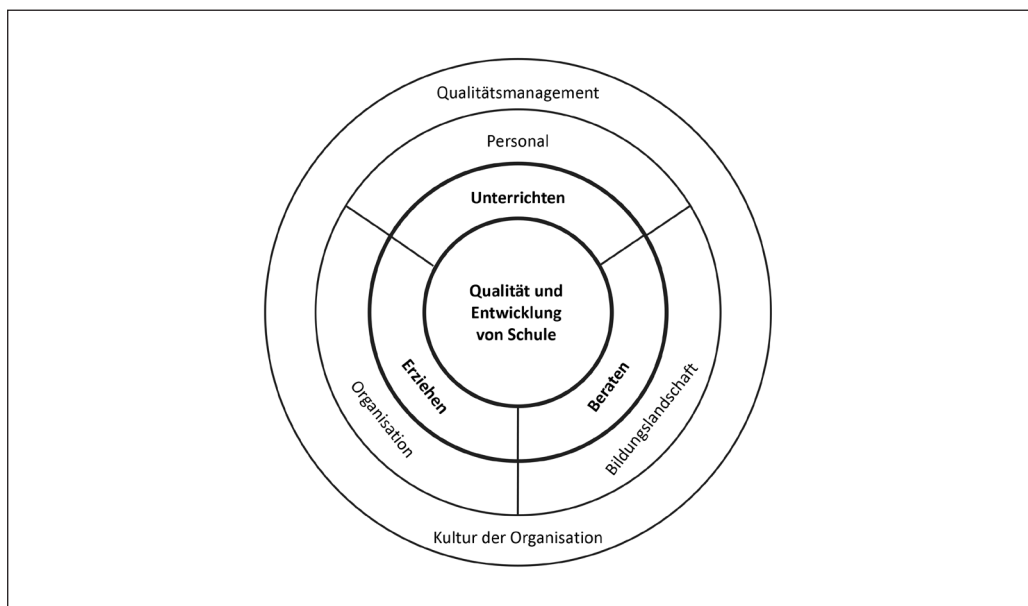 Qualitätsmanagement
Personal
Unterrichten
Qualität und
Entwicklung
von Schule
Erziehen
Beraten
Organisation
Bildungslandschaft
Kultur der Organisation